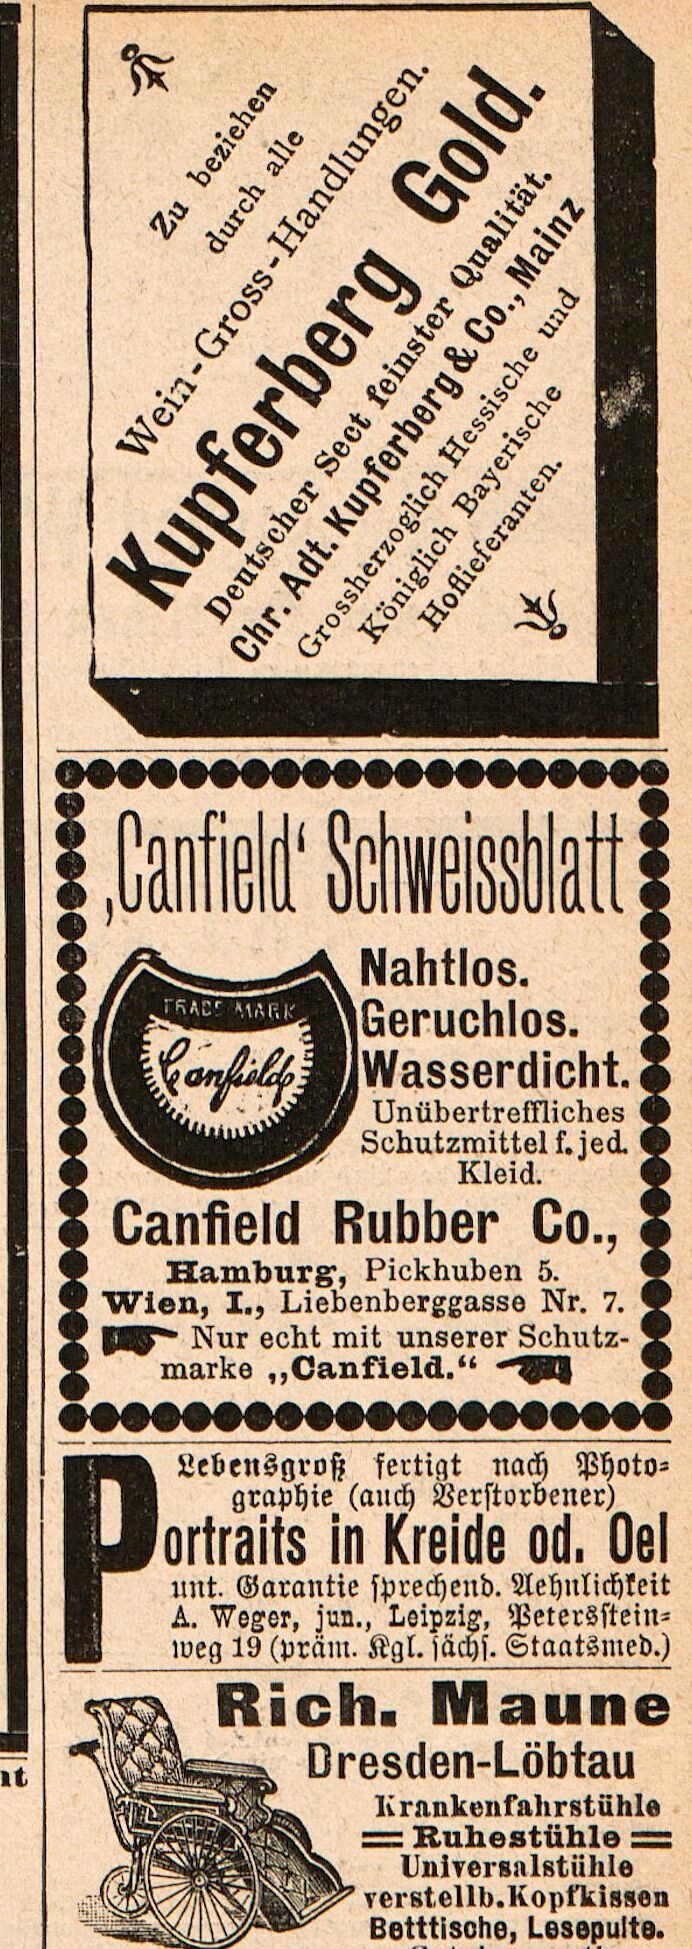 Zu beziehen
durch alle
Wein-Gross-Handlungen.
Kupferberg Gold.
Deutscher Sect feinster Qualität.
Chr. Adt. Kupferberg & Co., Mainz
Grossherzoglich Hessische und
Königlich Bayerische
Hoflieferanten.
‚Canfield‘ Schweissblatt
TRADE MARK
Canfield
Nahtlos.
Geruchlos.
Wasserdicht.
Unübertreffliches
Schutzmittel f. jed.
Kleid.
Canfield Rubber Co.,
Hamburg, Pickhuben 5.
Wien, I., Liebenberggasse Nr. 7.
Nur echt mit unserer Schutz-
marke „Canfield.“
Lebensgroß fertigt nach Photo-
graphie (auch Verstorbener)
Portraits in Kreide od. Oel
unt. Garantie sprechend. Aehnlichkeit
A. Weger, jun., Leipzig, Petersstein-
weg 19 (präm. Kgl. sächs. Staatsmed.)
Rich. Maune
Dresden-Löbtau
Krankenfahrstühle
Ruhestühle
Universalstühle
verstellb. Kopfkissen
Betttische, Lesepulte.